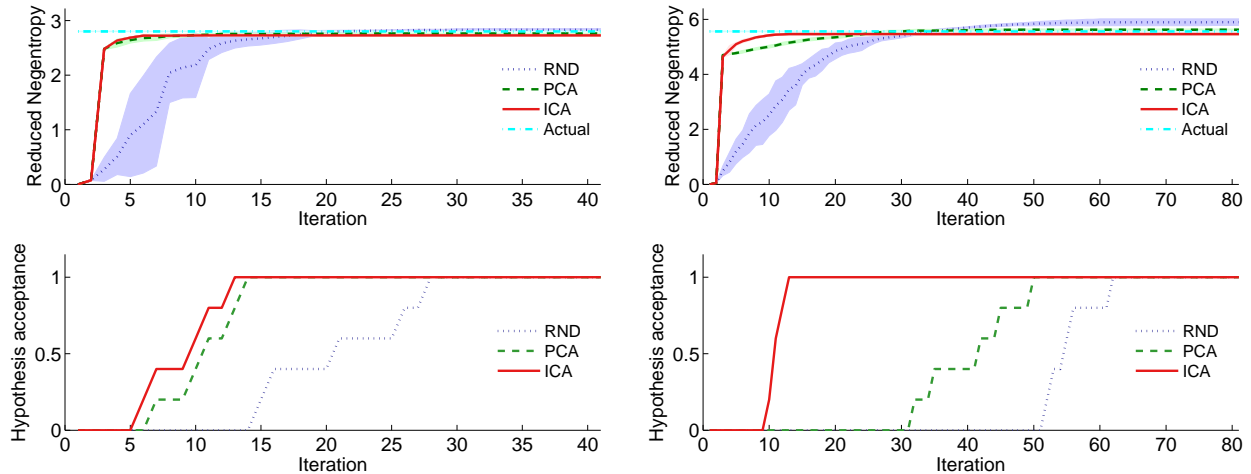 Reduced Negentropy
3
2
1
0
0 5 10 15 20 25 30 35 40
Iteration
RND
PCA
ICA
Actual
Reduced Negentropy
6
4
2
0
0 10 20 30 40 50 60 70 80
Iteration
RND
PCA
ICA
Actual
Hypothesis acceptance
1
0.5
0
0 5 10 15 20 25 30 35 40
Iteration
RND
PCA
ICA
Hypothesis acceptance
1
0.5
0
0 10 20 30 40 50 60 70 80
Iteration
RND
PCA
ICA